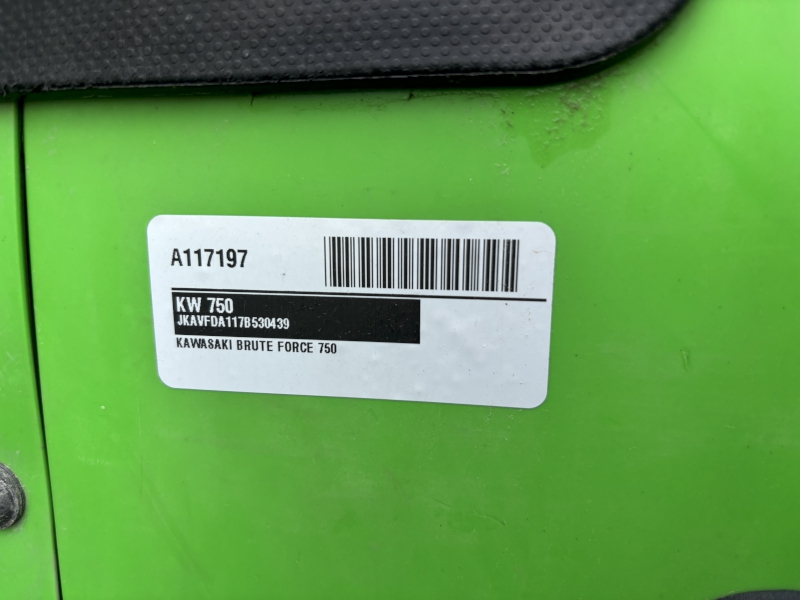 A117197
KW 750
JKAVFDA117B530439
KAWASAKI BRUTE FORCE 750